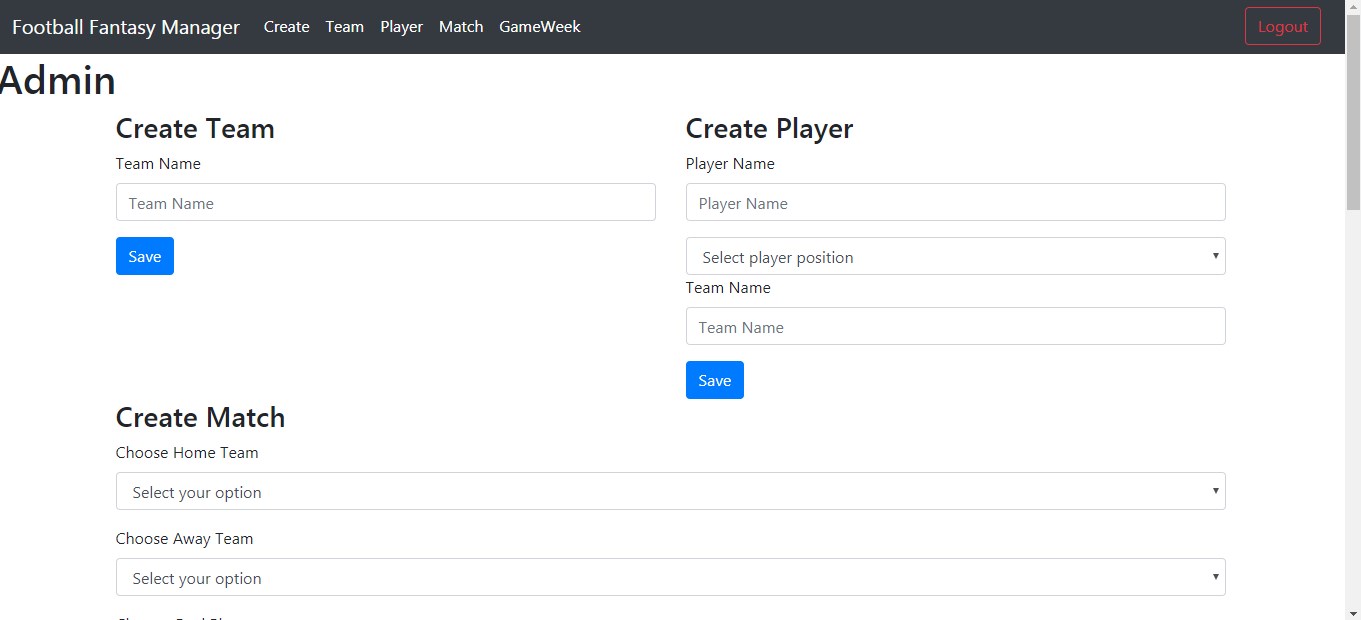 Football Fantasy Manager Create Team Player Match GameWeek Logout
Admin
Create Team
Team Name
Team Name
Save
Create Player
Player Name
Player Name
Select player position
Team Name
Team Name
Save
Create Match
Choose Home Team
Select your option
Choose Away Team
Select your option